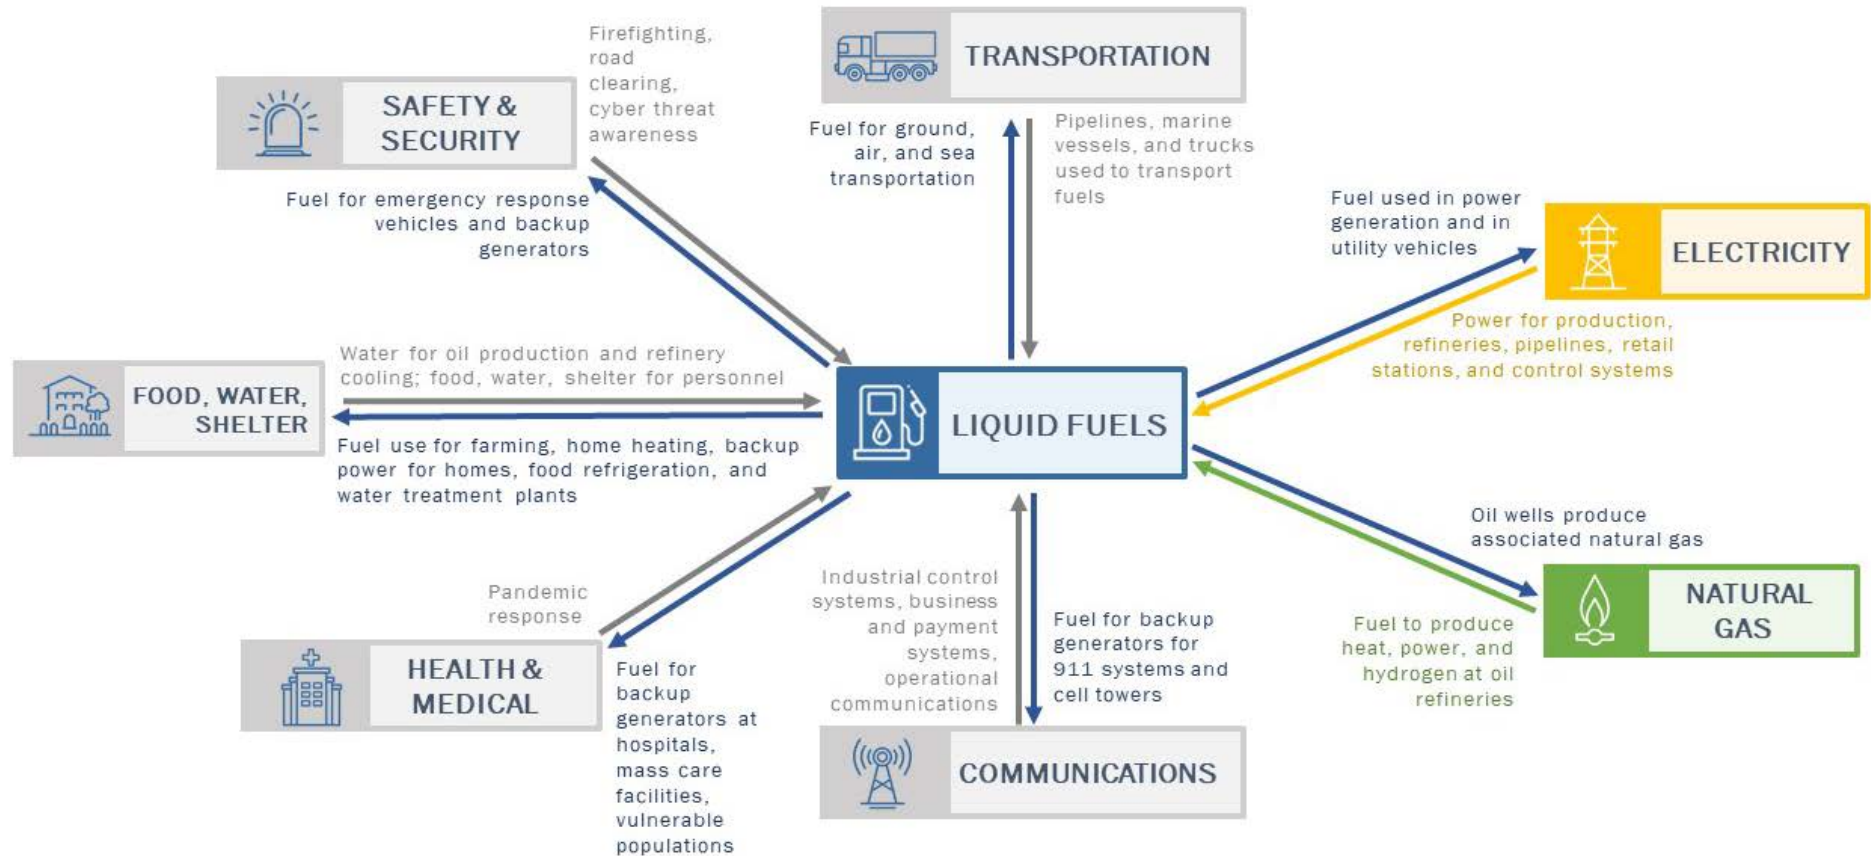 Firefighting,
road
clearing,
cyber threat
awareness
SAFETY &
SECURITY
Fuel for emergency response
vehicles and backup
generators
TRANSPORTATION
Fuel for ground,
air, and sea
transportation
Pipelines, marine
vessels, and trucks
used to transport
fuels
Fuel used in power
generation and in
utility vehicles
ELECTRICITY
Power for production,
refineries, pipelines, retail
stations, and control systems
FOOD, WATER,
SHELTER
Water for oil production and refinery
cooling; food, water, shelter for personnel
Fuel use for farming, home heating, backup
power for homes, food refrigeration, and
water treatment plants
LIQUID FUELS
Oil wells produce
associated natural gas
NATURAL
GAS
Fuel to produce
heat, power, and
hydrogen at oil
refineries
Pandemic
response
HEALTH &
MEDICAL
Fuel for
backup
generators at
hospitals,
mass care
facilities,
vulnerable
populations
Industrial control
systems, business
and payment
systems,
operational
communications
Fuel for backup
generators for
911 systems and
cell towers
COMMUNICATIONS